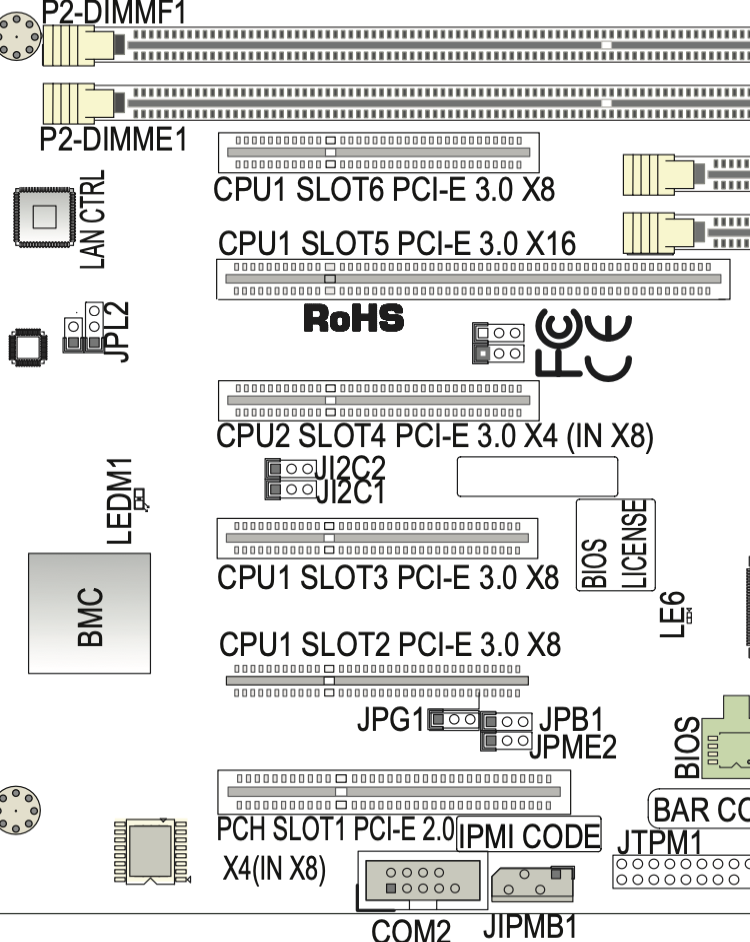 P2-DIMMF1
P2-DIMME1
CPU1 SLOT6 PCI-E 3.0 X8
LAN CTRL
CPU1 SLOT5 PCI-E 3.0 X16
RoHS
FC
CE
JPL2
CPU2 SLOT4 PCI-E 3.0 X4 (IN X8)
JI2C2
JI2C1
LEDM1
BIOS
LICENSE
CPU1 SLOT3 PCI-E 3.0 X8
BMC
LE6
CPU1 SLOT2 PCI-E 3.0 X8
JPG1
JPB1
JPME2
BIOS
BAR CO
PCH SLOT1 PCI-E 2.0
X4(IN X8)
IPMI CODE
JTPM1
COM2
JIPMB1